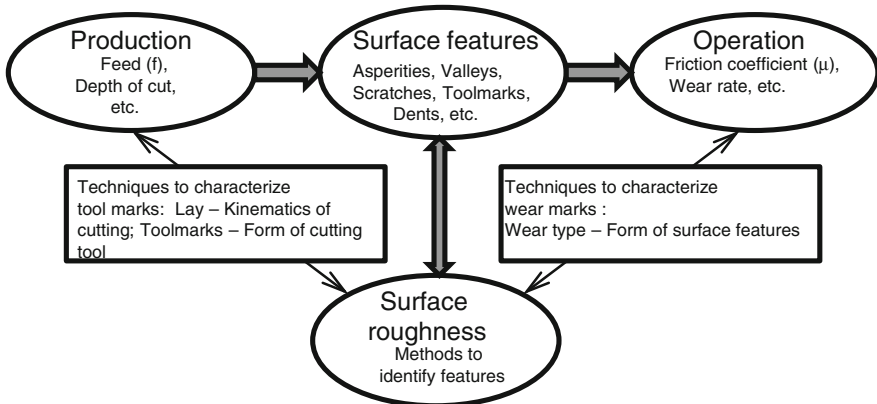 Production
Feed (f),
Depth of cut,
etc.
Surface features
Asperities, Valleys,
Scratches, Toolmarks,
Dents, etc.
Operation
Friction coefficient (μ),
Wear rate, etc.
Techniques to characterize
tool marks: Lay – Kinematics of
cutting; Toolmarks – Form of cutting
tool
Techniques to characterize
wear marks :
Wear type – Form of surface features
Surface
roughness
Methods to
identify features